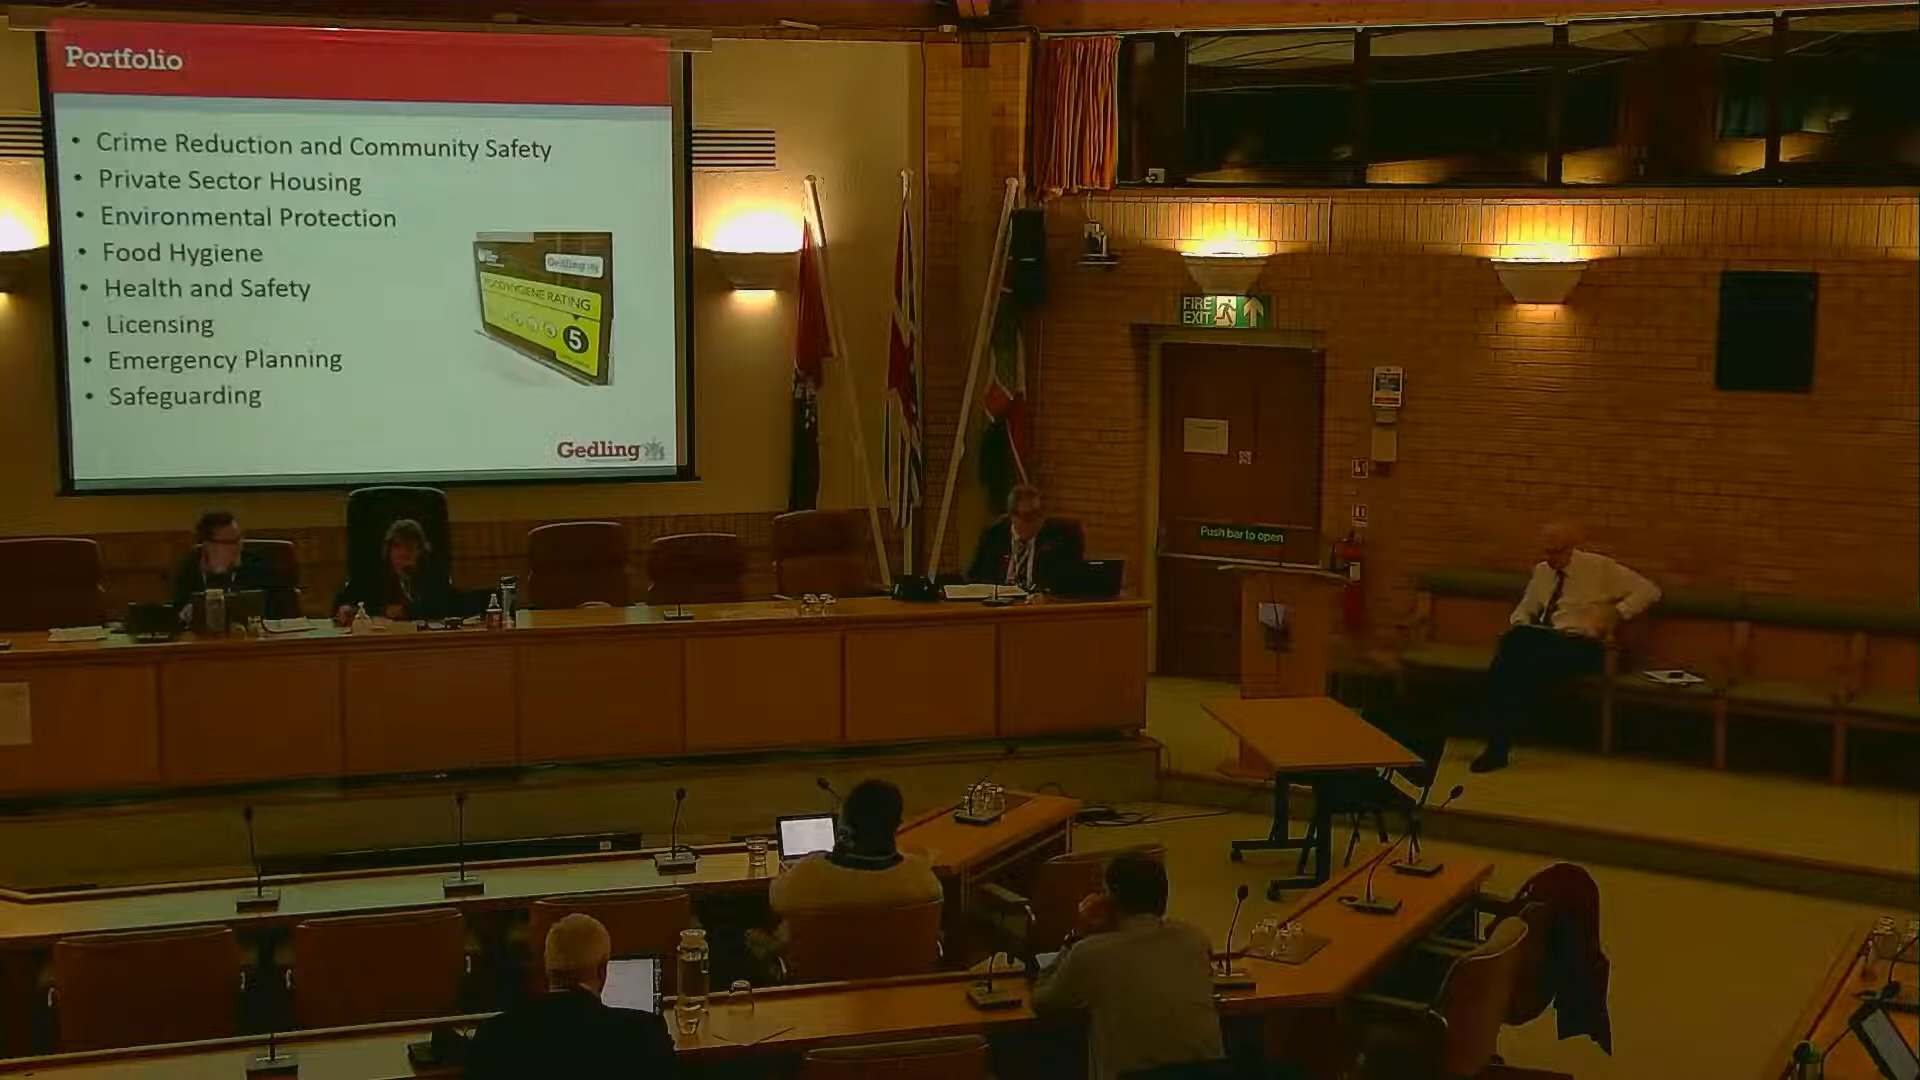 Portfolio
• Crime Reduction and Community Safety
• Private Sector Housing
• Environmental Protection
• Food Hygiene
• Health and Safety
• Licensing
• Emergency Planning
• Safeguarding
Gedling
FOOD HYGIENE RATING
5
Gedling
FIRE
EXIT
Push bar to open